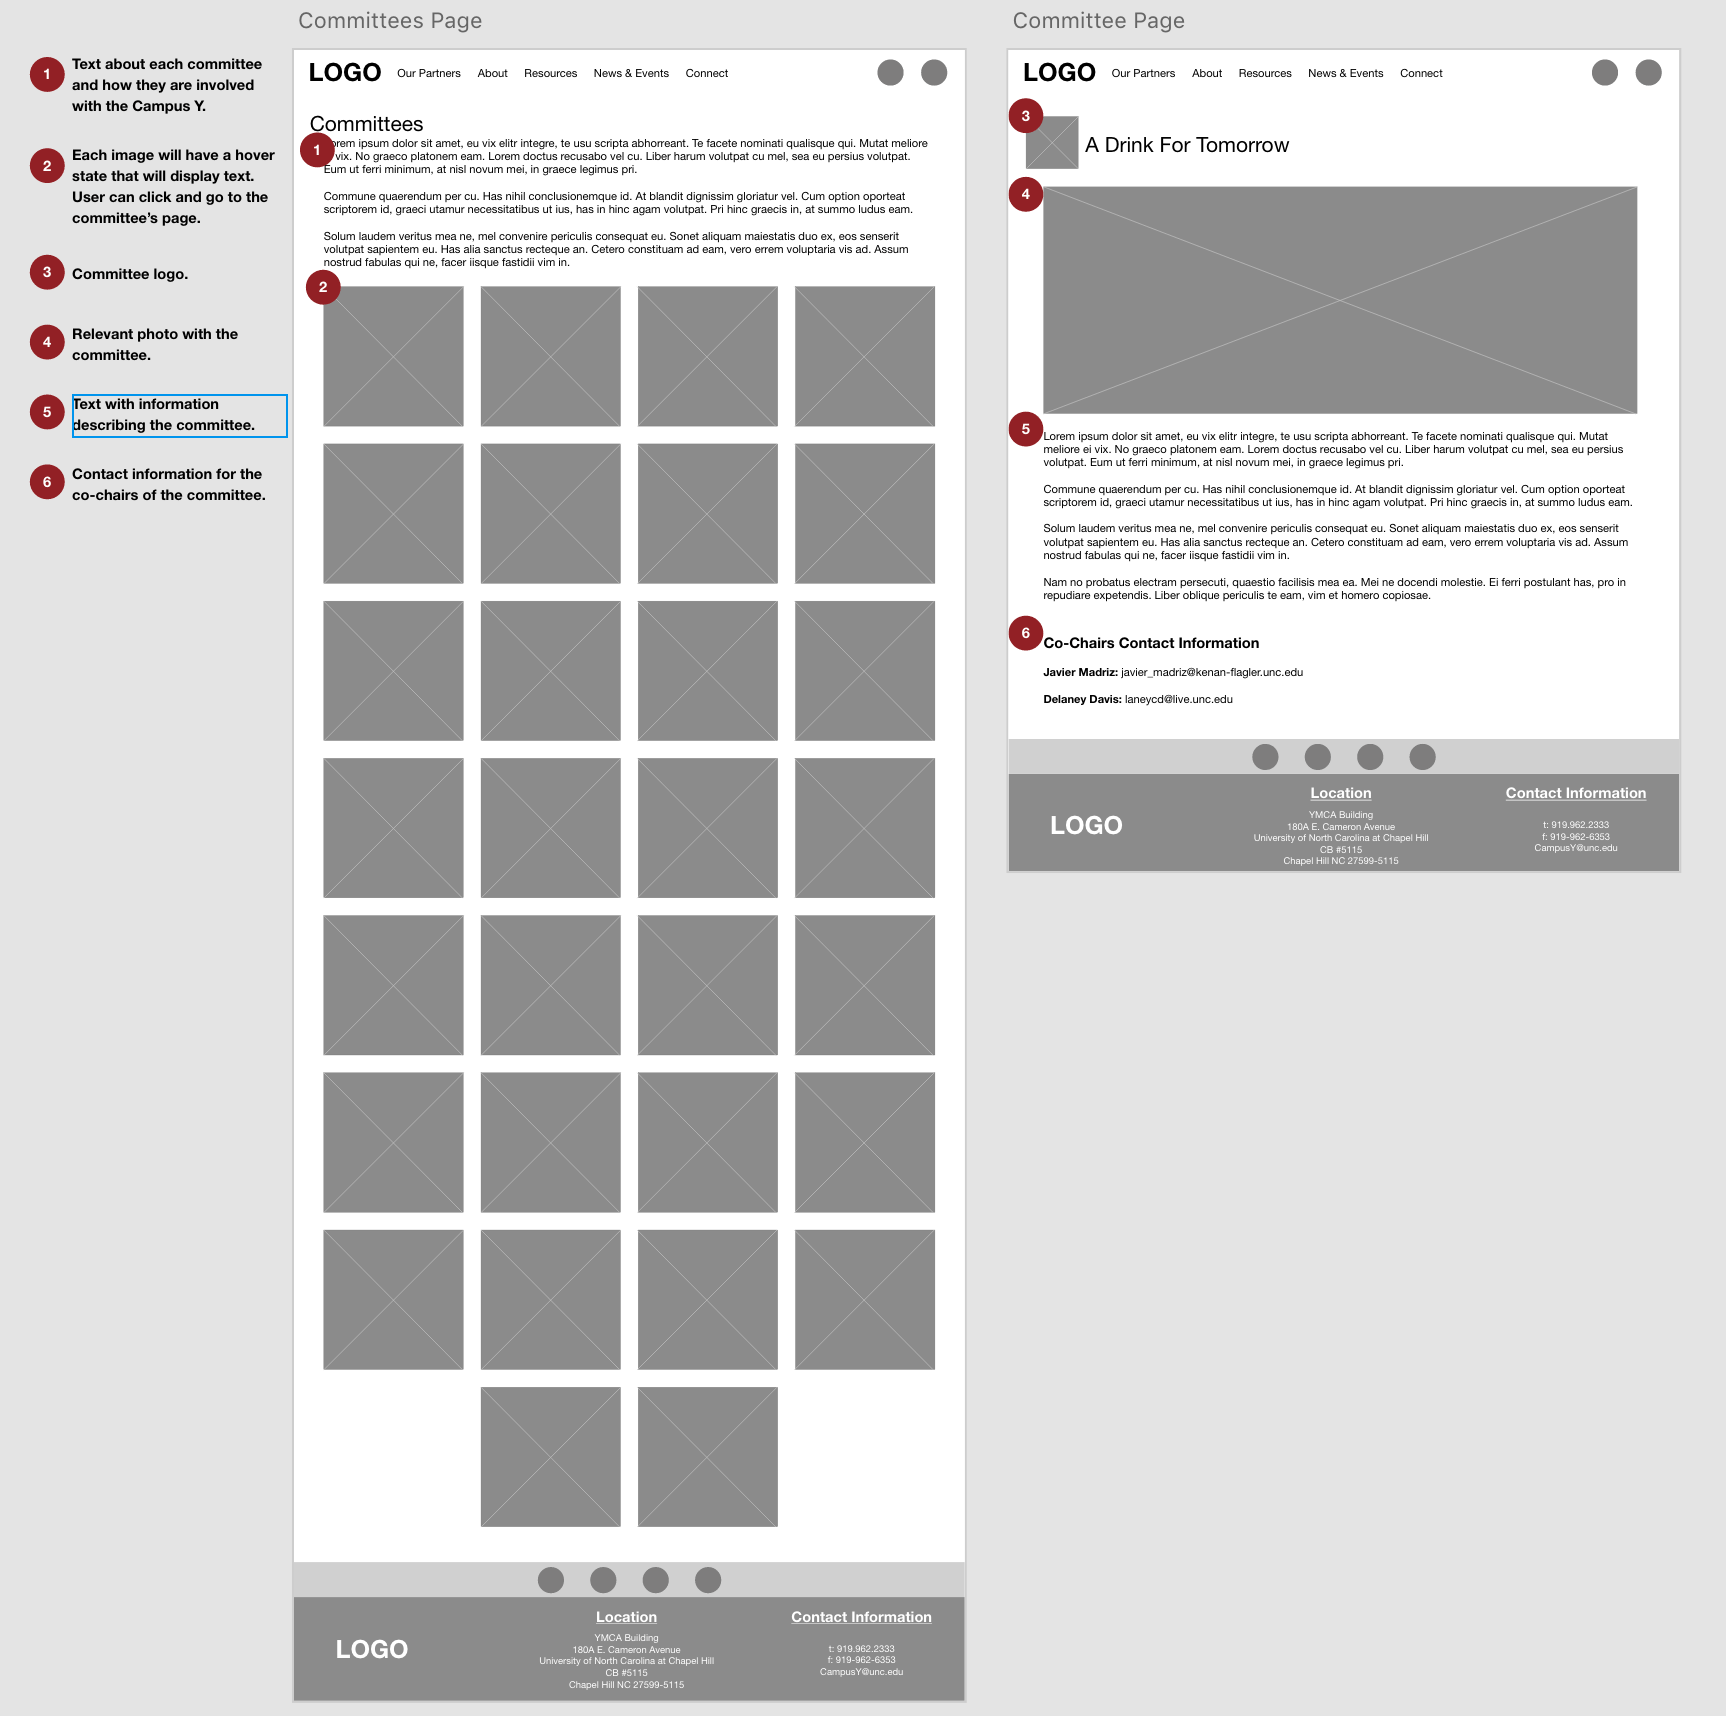 Committees Page
Committee Page
1
Text about each committee
and how they are involved
with the Campus Y.
2
Each image will have a hover
state that will display text.
User can click and go to the
committee's page.
3
Committee logo.
4
Relevant photo with the
committee.
5
Text with information
describing the committee.
6
Contact information for the
co-chairs of the committee.
LOGO
Our Partners
About
Resources
News & Events
Connect
Committees
1
ipsum dolor sit amet, eu vix elitr integre, te usu scripta abhorreant. Te facete nominati qualisque qui. Mutat meliore
vix. No graeco platonem eam. Lorem doctus recusabo vel cu. Liber harum volutpat cu mel, sea eu persius volutpat.
Eum ut ferri minimum, at nisl novum mei, in graece legimus pri.
Commune quaerendum per cu. Has nihil conclusionemque id. At blandit dignissim gloriatur vel. Cum option oporteat
scriptorem id, graeci utamur necessitatibus ut ius, has in hinc agam volutpat. Pri hinc graecis in, at summo ludus eam.
Solum laudem veritus mea ne, mel convenire periculis consequat eu. Sonet aliquam maiestatis duo ex, eos senserit
volutpat sapientem eu. Has alia sanctus recteque an. Cetero constituam ad eam, vero errem voluptaria vis ad. Assum
nostrud fabulas qui ne, facer iisque fastidii vim in.
2
Location
YMCA Building
180A E. Cameron Avenue
University of North Carolina at Chapel Hill
CB #5115
Chapel Hill NC 27599-5115
Contact Information
t: 919.962.2333
f: 919-962-6353
CampusY@unc.edu
LOGO
LOGO
Our Partners
About
Resources
News & Events
Connect
3
A Drink For Tomorrow
4
5
Lorem ipsum dolor sit amet, eu vix elitr integre, te usu scripta abhorreant. Te facete nominati qualisque qui. Mutat
meliore ei vix. No graeco platonem eam. Lorem doctus recusabo vel cu. Liber harum volutpat cu mel, sea eu persius
volutpat. Eum ut ferri minimum, at nisl novum mei, in graece legimus pri.
Commune quaerendum per cu. Has nihil conclusionemque id. At blandit dignissim gloriatur vel. Cum option oporteat
scriptorem id, graeci utamur necessitatibus ut ius, has in hinc agam volutpat. Pri hinc graecis in, at summo ludus eam.
Solum laudem veritus mea ne, mel convenire periculis consequat eu. Sonet aliquam maiestatis duo ex, eos senserit
volutpat sapientem eu. Has alia sanctus recteque an. Cetero constituam ad eam, vero errem voluptaria vis ad. Assum
nostrud fabulas qui ne, facer iisque fastidii vim in.
Nam no probatus electram persecuti, quaestio facilisis mea ea. Mei ne docendi molestie. Ei ferri postulant has, pro in
repudiare expetendis. Liber oblique periculis te eam, vim et homero copiosae.
6
Co-Chairs Contact Information
Javier Madriz: javier_madriz@kenan-flagler.unc.edu
Delaney Davis: laneycd@live.unc.edu
LOGO
Location
YMCA Building
180A E. Cameron Avenue
University of North Carolina at Chapel Hill
CB #5115
Chapel Hill NC 27599-5115
Contact Information
t: 919.962.2333
f: 919-962-6353
CampusY@unc.edu